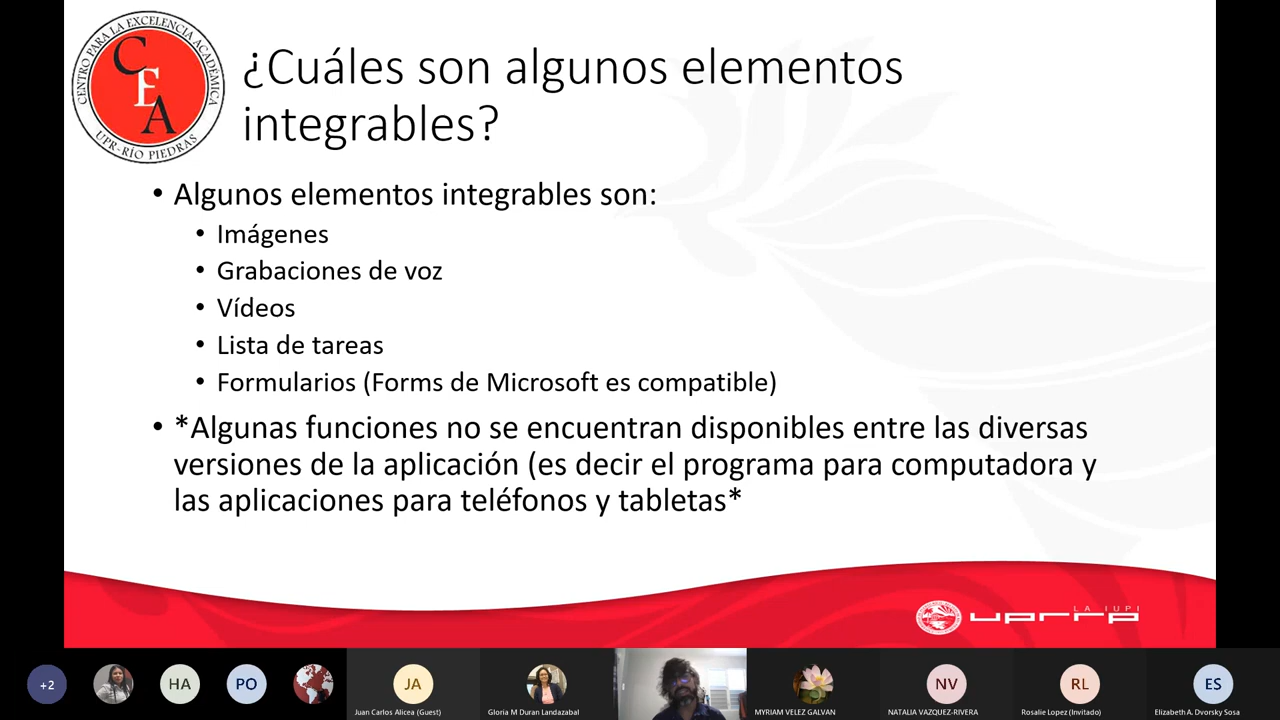 CENTRO PARA LA EXCELENCIA ACADÉMICA
CEA
UPR-RÍO PIEDRAS
¿Cuáles son algunos elementos
integrables?
• Algunos elementos integrables son:
• Imágenes
• Grabaciones de voz
• Vídeos
• Lista de tareas
• Formularios (Forms de Microsoft es compatible)
• *Algunas funciones no se encuentran disponibles entre las diversas
versiones de la aplicación (es decir el programa para computadora y
las aplicaciones para teléfonos y tabletas*
LA IUPI
uprrp
+2
HA
PO
JA
NV
RL
ES
Juan Carlos Alicea (Guest)
Gloria M Duran Landazabal
MYRIAM VELEZ GALVAN
NATALIA VAZQUEZ-RIVERA
Rosalie Lopez (Invitado)
Elizabeth A. Dvorsky Sosa